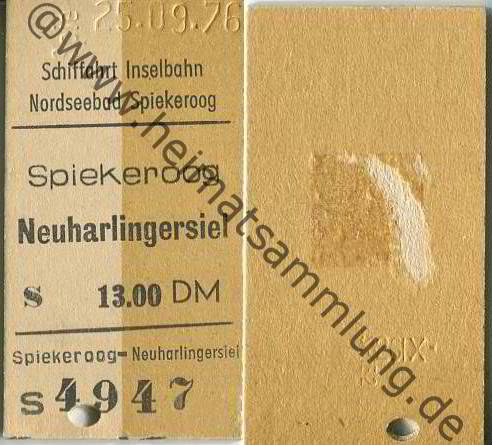 25.09.76
Schiffahrt Inselbahn
Nordseebad Spiekeroog
Spiekeroog
Neuharlingersiel
S 13.00 DM
Spiekeroog- Neuharlingersiel
S 4947
@www.heimatsammlung.de